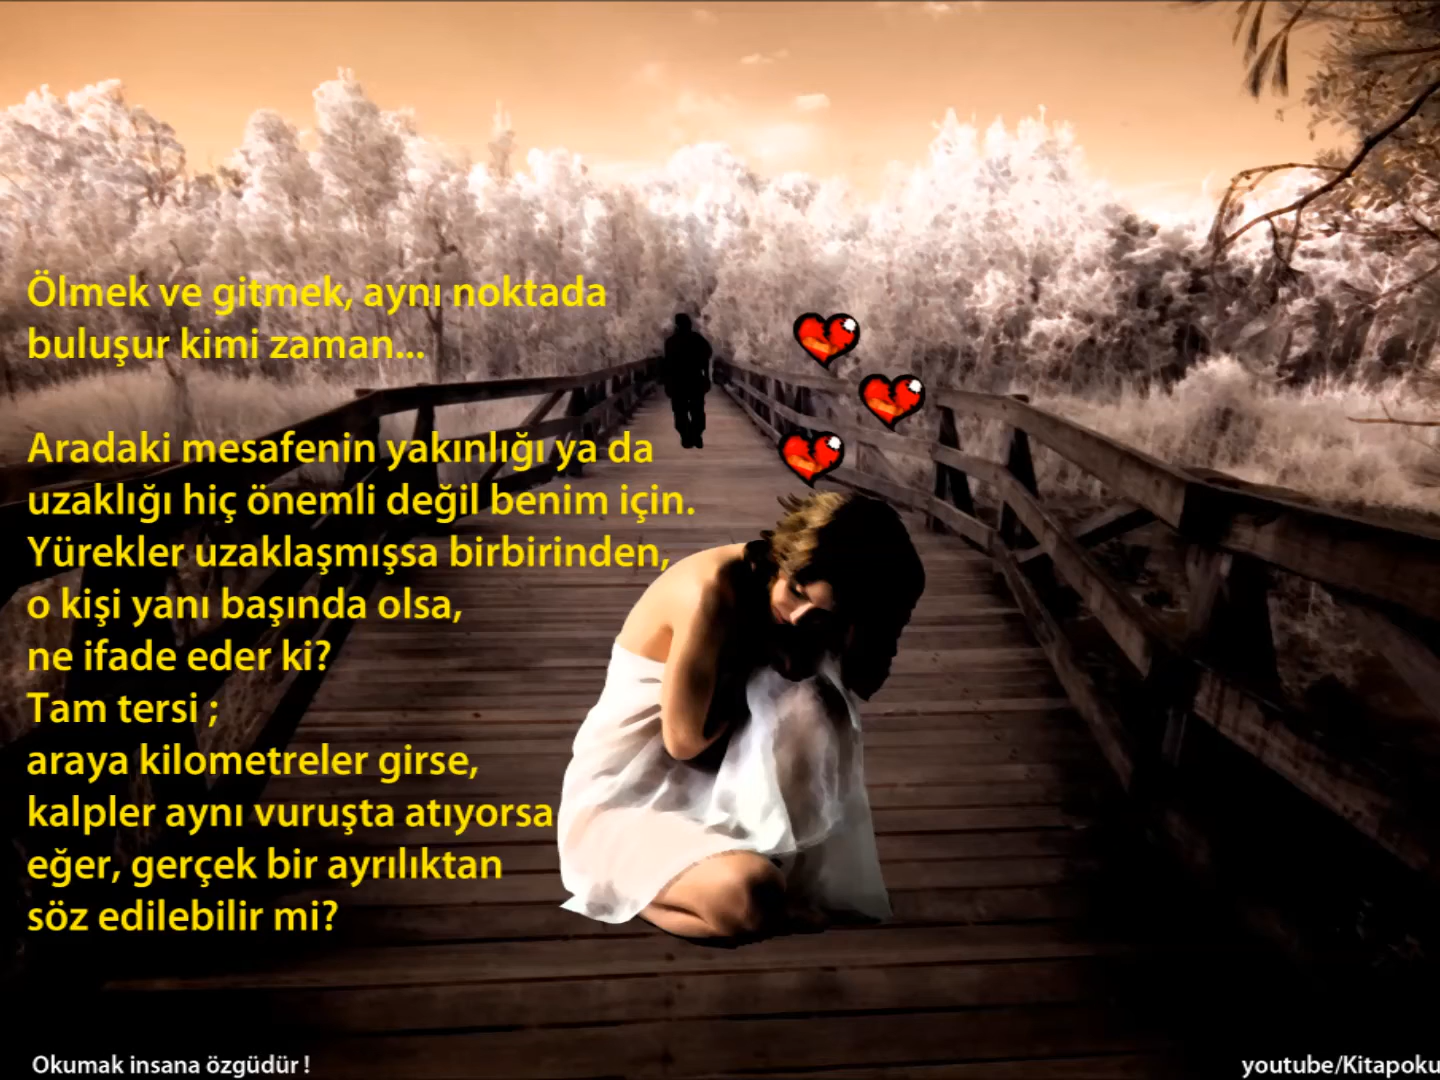 Ölmek ve gitmek, aynı noktada
buluşur kimi zaman...
Aradaki mesafenin yakınlığı ya da
uzaklığı hiç önemli değil benim için.
Yürekler uzaklaşmışsa birbirinden,
o kişi yanı başında olsa,
ne ifade eder ki?
Tam tersi ;
araya kilometreler girse,
kalpler aynı vuruşta atıyorsa
eğer, gerçek bir ayrılıktan
söz edilebilir mi?
Okumak insana özgüdür !
youtube/Kitapoku